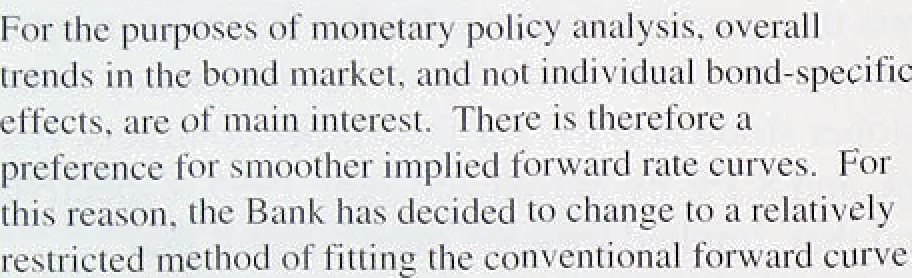 For the purposes of monetary policy analysis, overall
trends in the bond market, and not individual bond-specific
effects, are of main interest.  There is therefore a
preference for smoother implied forward rate curves.  For
this reason, the Bank has decided to change to a relatively
restricted method of fitting the conventional forward curve